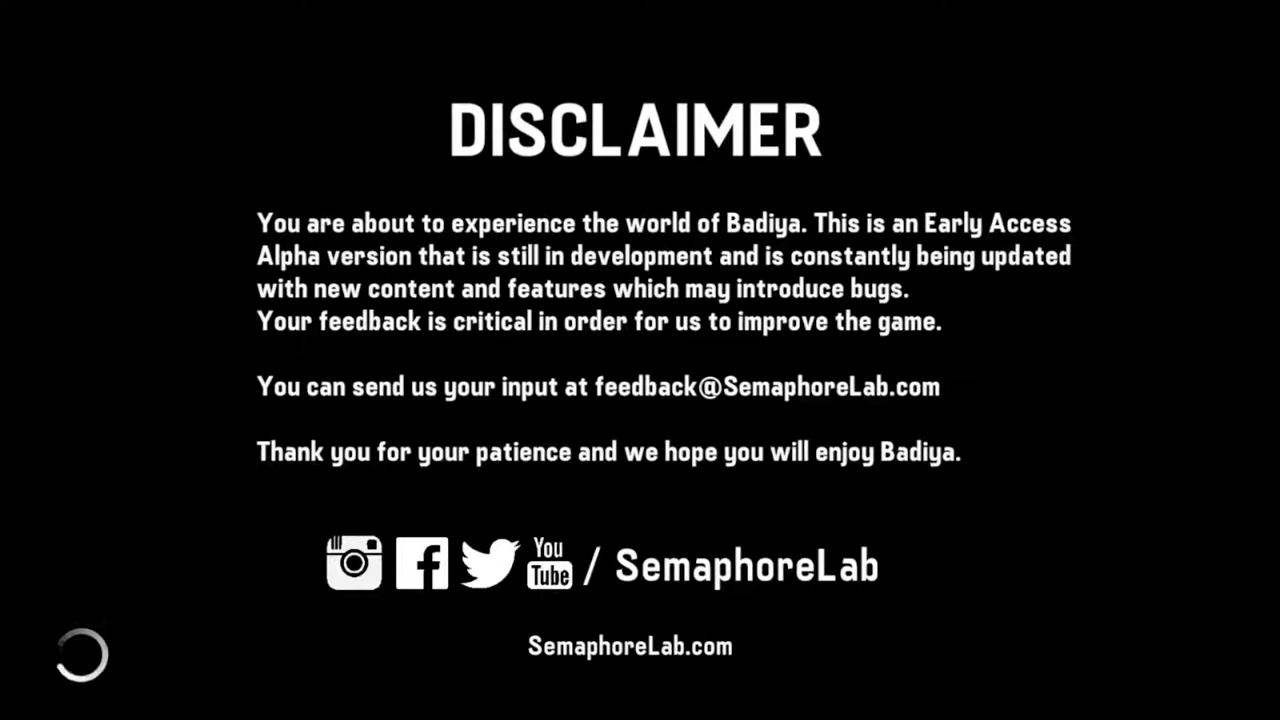 DISCLAIMER
You are about to experience the world of Badiya. This is an Early Access
Alpha version that is still in development and is constantly being updated
with new content and features which may introduce bugs.
Your feedback is critical in order for us to improve the game.
You can send us your input at feedback@SemaphoreLab.com
Thank you for your patience and we hope you will enjoy Badiya.
You
Tube / SemaphoreLab
SemaphoreLab.com